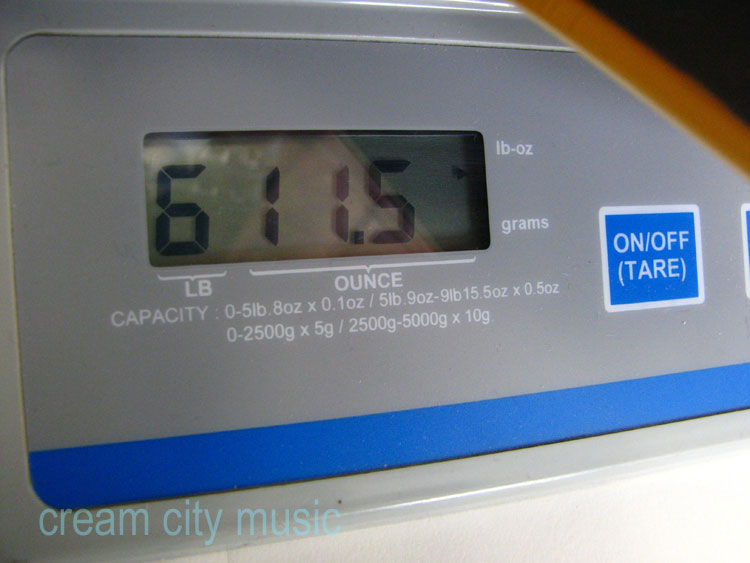 lb-oz
6 11.5
grams
ON/OFF
(TARE)
LB
OUNCE
CAPACITY : 0-5lb.8oz x 0.1oz / 5lb.9oz-9lb15.5oz x 0.5oz
0-2500g x 5g / 2500g-5000g x 10g
cream city music